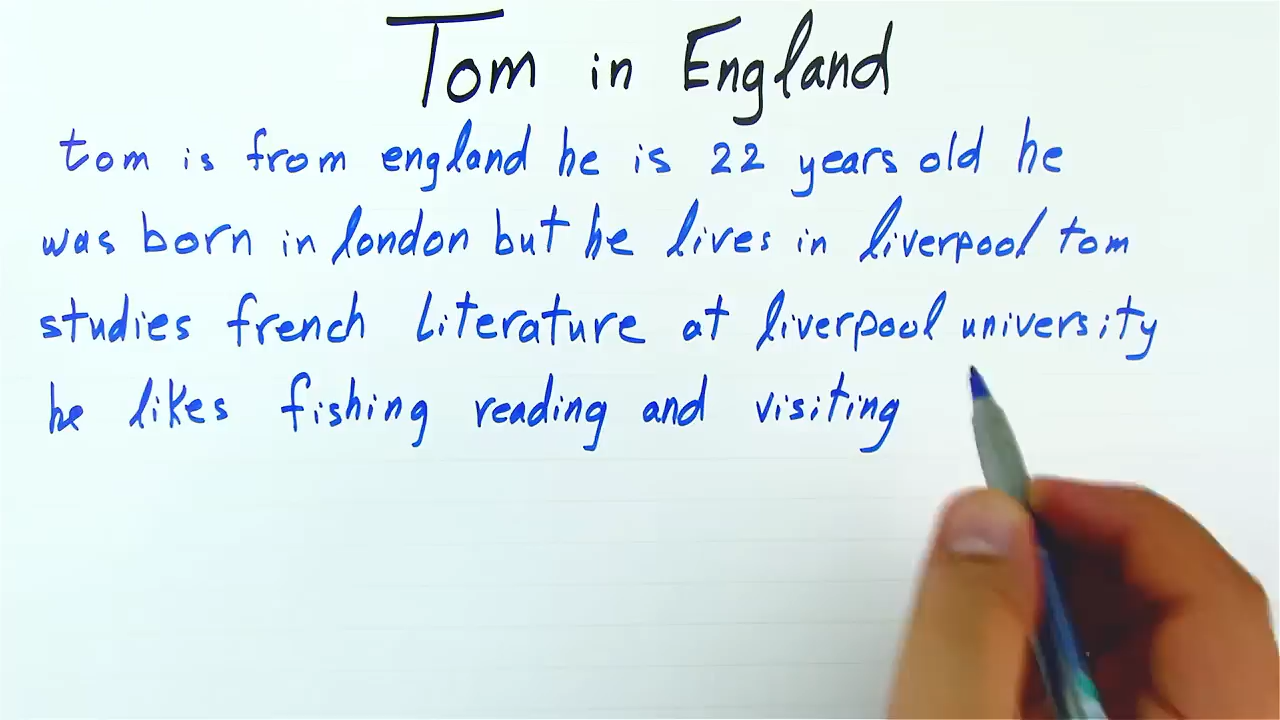 Tom in England
tom is from england he is 22 years old he
was born in london but he lives in liverpool tom
studies french literature at liverpool university
he likes fishing reading and visiting